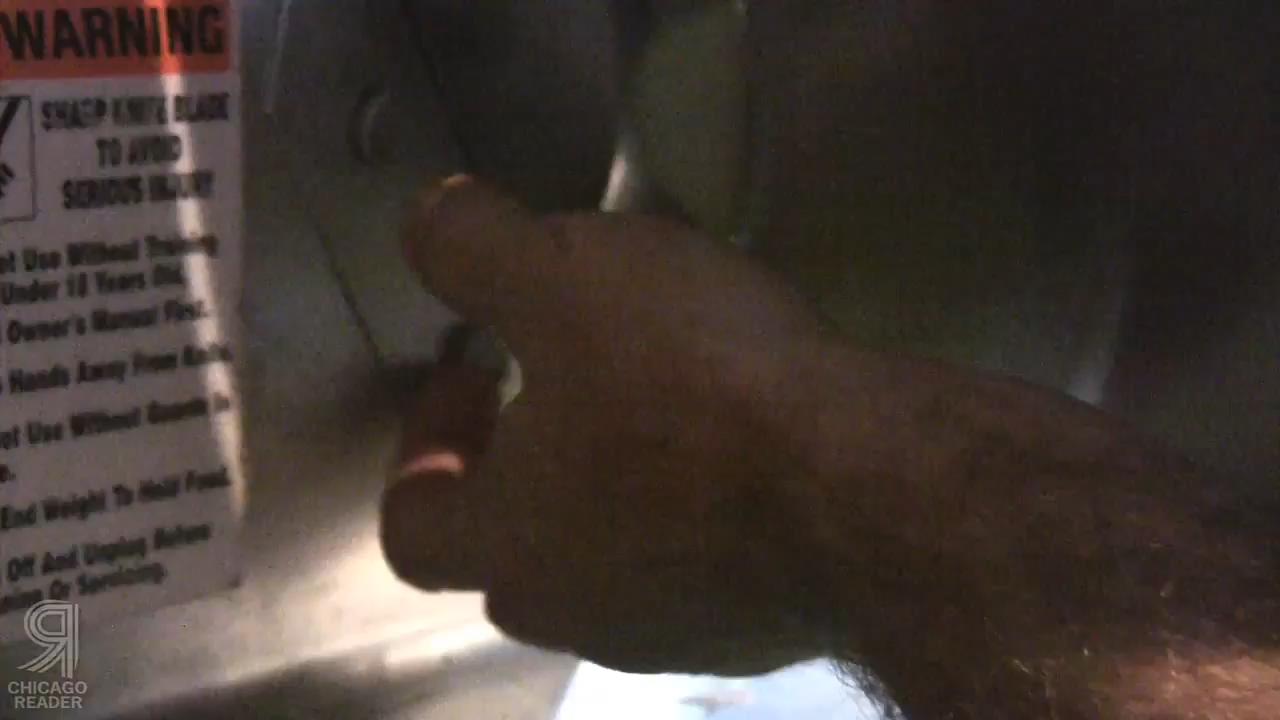 WARNING
SHARP KNIFE BLADE
TO AVOID
SERIOUS INJURY
ot Use Without Training
Under 18 Years Old.
Owner's Manual First.
Hands Away From
ot Use Without Guards In
e.
End Weight To Hold Food.
Off And Unplug Before
Or Servicing.
CHICAGO
READER